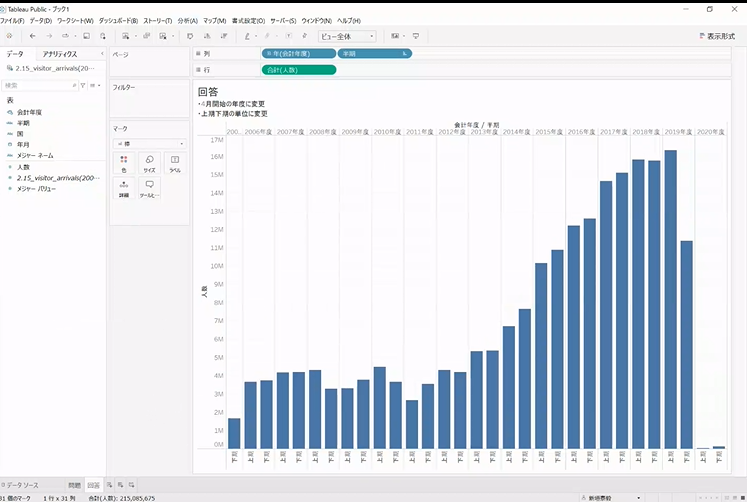 Tableau Public - ブック1
ファイル(F) データ(D) ワークシート(W) ダッシュボード(B) ストーリー(T) 分析(A) マップ(M) 書式設定(O) サーバー(S) ウィンドウ(N) ヘルプ(H)
ビュー全体
表示形式
データ アナリティクス
2.15_visitor_arrivals(20…
検索
表
会計年度
半期
国
年月
メジャー ネーム
人数
2.15_visitor_arrivals(200…
メジャー バリュー
ページ
フィルター
マーク
棒
色 サイズ ラベル
詳細 ツールヒ…
列 年(会計年度) 半期
行 合計(人数)
回答
・4月開始の年度に変更
・上期下期の単位に変更
会計年度 / 半期
200… 2006年度 2007年度 2008年度 2009年度 2010年度 2011年度 2012年度 2013年度 2014年度 2015年度 2016年度 2017年度 2018年度 2019年度 2020年度
17M
16M
15M
14M
13M
12M
11M
10M
9M
8M
7M
6M
5M
4M
3M
2M
1M
0M
人数
下期 上期 下期 上期 下期 上期 下期 上期 下期 上期 下期 上期 下期 上期 下期 上期 下期 上期 下期 上期 下期 上期 下期 上期 下期 上期 下期 上期 下期 上期 下期
データ ソース 問題 回答
31 個のマーク 1 行 x 31 列 合計(人数): 215,085,675